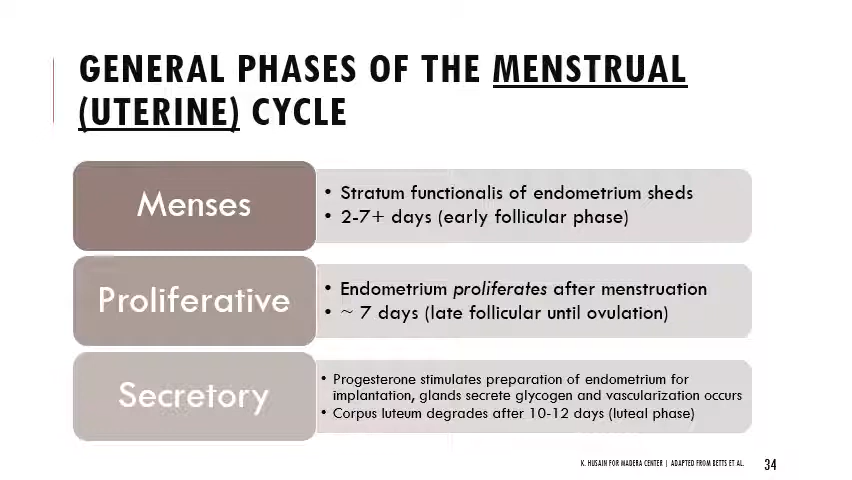 GENERAL PHASES OF THE MENSTRUAL
(UTERINE) CYCLE
Menses
• Stratum functionalis of endometrium sheds
• 2-7+ days (early follicular phase)
Proliferative
• Endometrium proliferates after menstruation
• ~ 7 days (late follicular until ovulation)
Secretory
• Progesterone stimulates preparation of endometrium for
implantation, glands secrete glycogen and vascularization occurs
• Corpus luteum degrades after 10-12 days (luteal phase)
K. HUSAIN FOR MADERA CENTER | ADAPTED FROM BETTS ET AL.
34